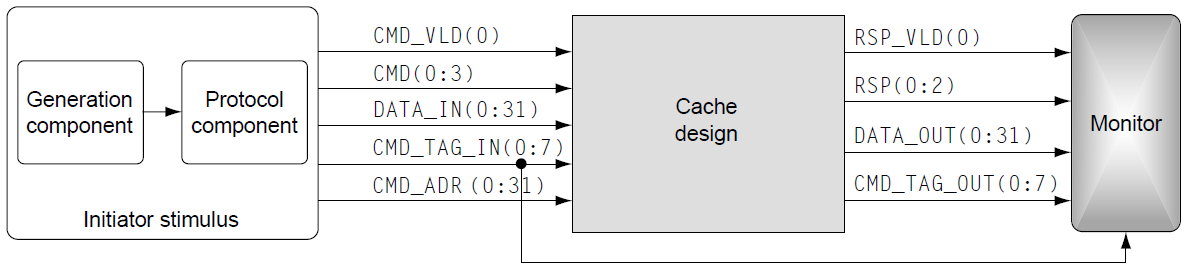 Generation
component
Protocol
component
Initiator stimulus
CMD_VLD(0)
CMD(0:3)
DATA_IN(0:31)
CMD_TAG_IN(0:7)
CMD_ADR (0:31)
Cache
design
RSP_VLD(0)
RSP(0:2)
DATA_OUT(0:31)
CMD_TAG_OUT(0:7)
Monitor